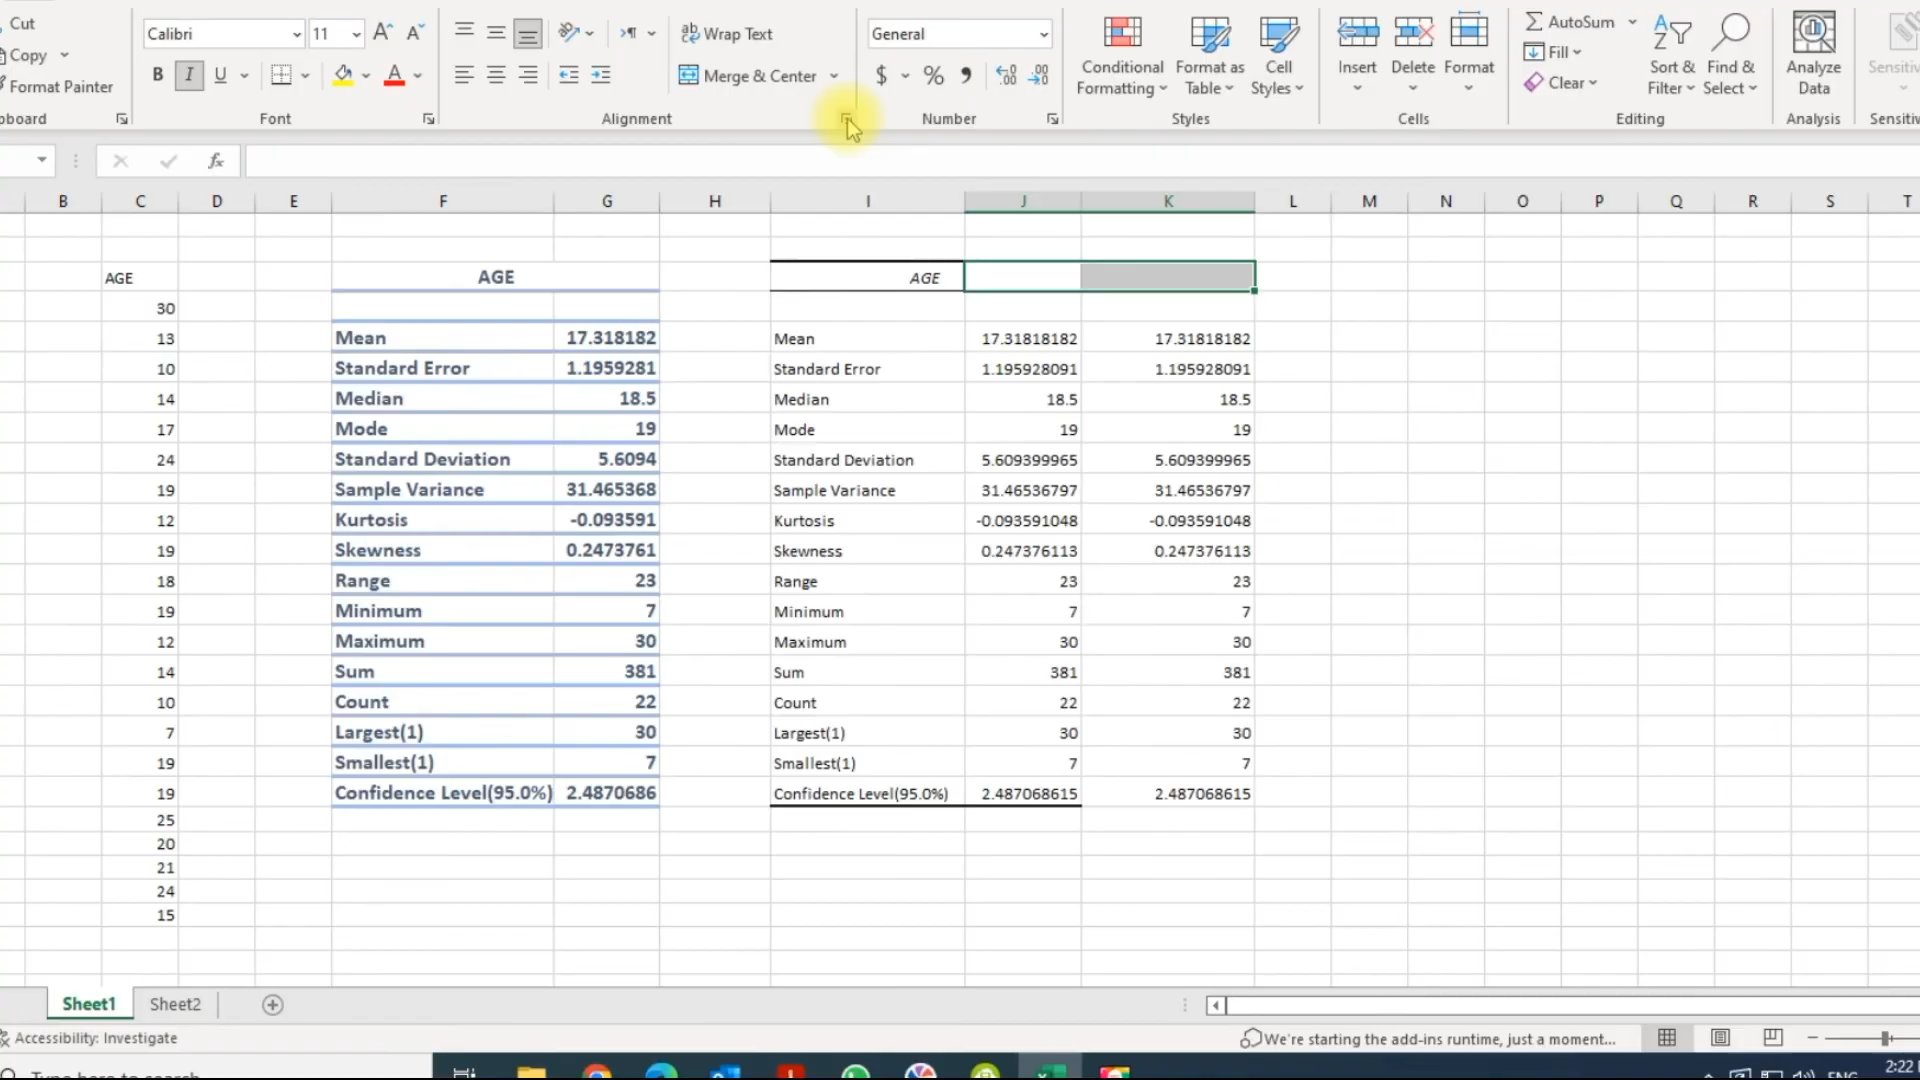 Cut
Calibri
11
Wrap Text
General
AutoSum
Copy
Fill
Format Painter
B I U
Merge & Center
$ % 9
Conditional Formatting
Format as Table
Cell Styles
Insert
Delete
Format
Clear
Sort & Filter
Find & Select
Analyze Data
Sensitiv
board
Font
Alignment
Number
Styles
Cells
Editing
Analysis
Sensitiv
fx
B C D E F G H I J K L M N O P Q R S T
AGE AGE AGE
30
13 Mean 17.318182 Mean 17.31818182 17.31818182
10 Standard Error 1.1959281 Standard Error 1.195928091 1.195928091
14 Median 18.5 Median 18.5 18.5
17 Mode 19 Mode 19 19
24 Standard Deviation 5.6094 Standard Deviation 5.609399965 5.609399965
19 Sample Variance 31.465368 Sample Variance 31.46536797 31.46536797
12 Kurtosis -0.093591 Kurtosis -0.093591048 -0.093591048
19 Skewness 0.2473761 Skewness 0.247376113 0.247376113
18 Range 23 Range 23 23
19 Minimum 7 Minimum 7 7
12 Maximum 30 Maximum 30 30
14 Sum 381 Sum 381 381
10 Count 22 Count 22 22
7 Largest(1) 30 Largest(1) 30 30
19 Smallest(1) 7 Smallest(1) 7 7
19 Confidence Level(95.0%) 2.4870686 Confidence Level(95.0%) 2.487068615 2.487068615
25
20
21
24
15
Sheet1 Sheet2
Accessibility: Investigate
We're starting the add-ins runtime, just a moment...
Type here to search
ENG
2:22